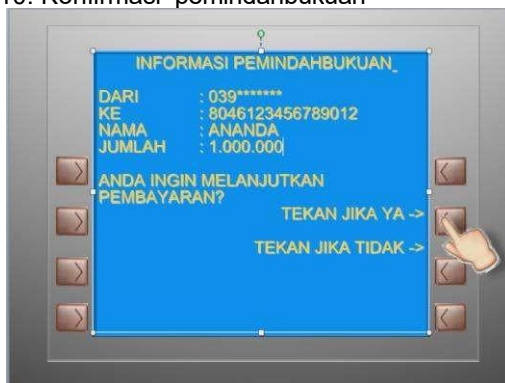 10. Konfirmasi pemindahbukuan
INFORMASI PEMINDAHBUKUAN_
DARI : 039*******
KE : 8046123456789012
NAMA : ANANDA
JUMLAH : 1.000.000
ANDA INGIN MELANJUTKAN
PEMBAYARAN?
TEKAN JIKA YA ->
TEKAN JIKA TIDAK ->